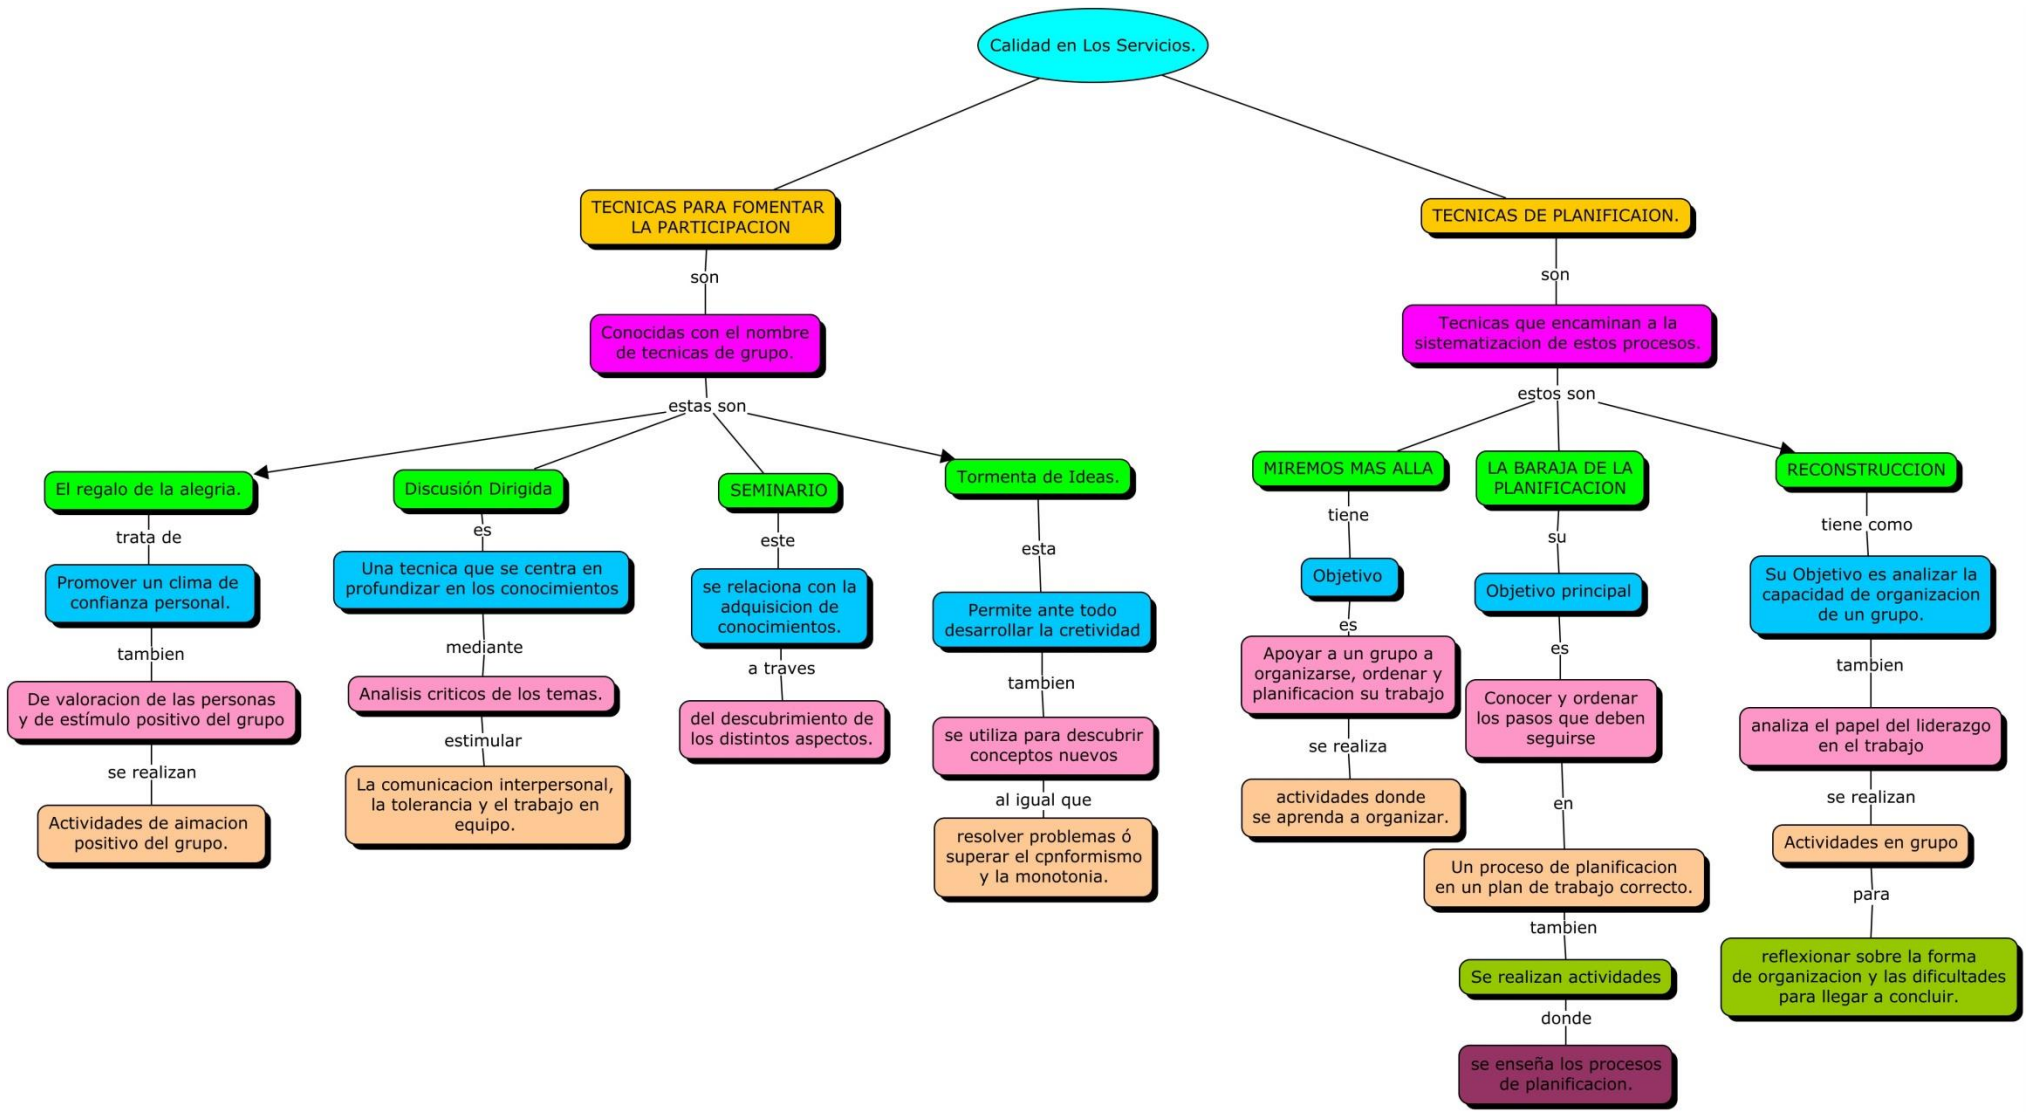 Calidad en Los Servicios.
TECNICAS PARA FOMENTAR
LA PARTICIPACION
son
Conocidas con el nombre
de tecnicas de grupo.
estas son
El regalo de la alegria.
trata de
Promover un clima de
confianza personal.
tambien
De valoracion de las personas
y de estímulo positivo del grupo
se realizan
Actividades de aimacion
positivo del grupo.
Discusión Dirigida
es
Una tecnica que se centra en
profundizar en los conocimientos
mediante
Analisis criticos de los temas.
estimular
La comunicacion interpersonal,
la tolerancia y el trabajo en
equipo.
SEMINARIO
este
se relaciona con la
adquisicion de
conocimientos.
a traves
del descubrimiento de
los distintos aspectos.
Tormenta de Ideas.
esta
Permite ante todo
desarrollar la cretividad
tambien
se utiliza para descubrir
conceptos nuevos
al igual que
resolver problemas ó
superar el cpnformismo
y la monotonia.
TECNICAS DE PLANIFICAION.
son
Tecnicas que encaminan a la
sistematizacion de estos procesos.
estos son
MIREMOS MAS ALLA
tiene
Objetivo
es
Apoyar a un grupo a
organizarse, ordenar y
planificacion su trabajo
se realiza
actividades donde
se aprenda a organizar.
LA BARAJA DE LA
PLANIFICACION
su
Objetivo principal
es
Conocer y ordenar
los pasos que deben
seguirse
en
Un proceso de planificacion
en un plan de trabajo correcto.
tambien
Se realizan actividades
donde
se enseña los procesos
de planificacion.
RECONSTRUCCION
tiene como
Su Objetivo es analizar la
capacidad de organizacion
de un grupo.
tambien
analiza el papel del liderazgo
en el trabajo
se realizan
Actividades en grupo
para
reflexionar sobre la forma
de organizacion y las dificultades
para llegar a concluir.